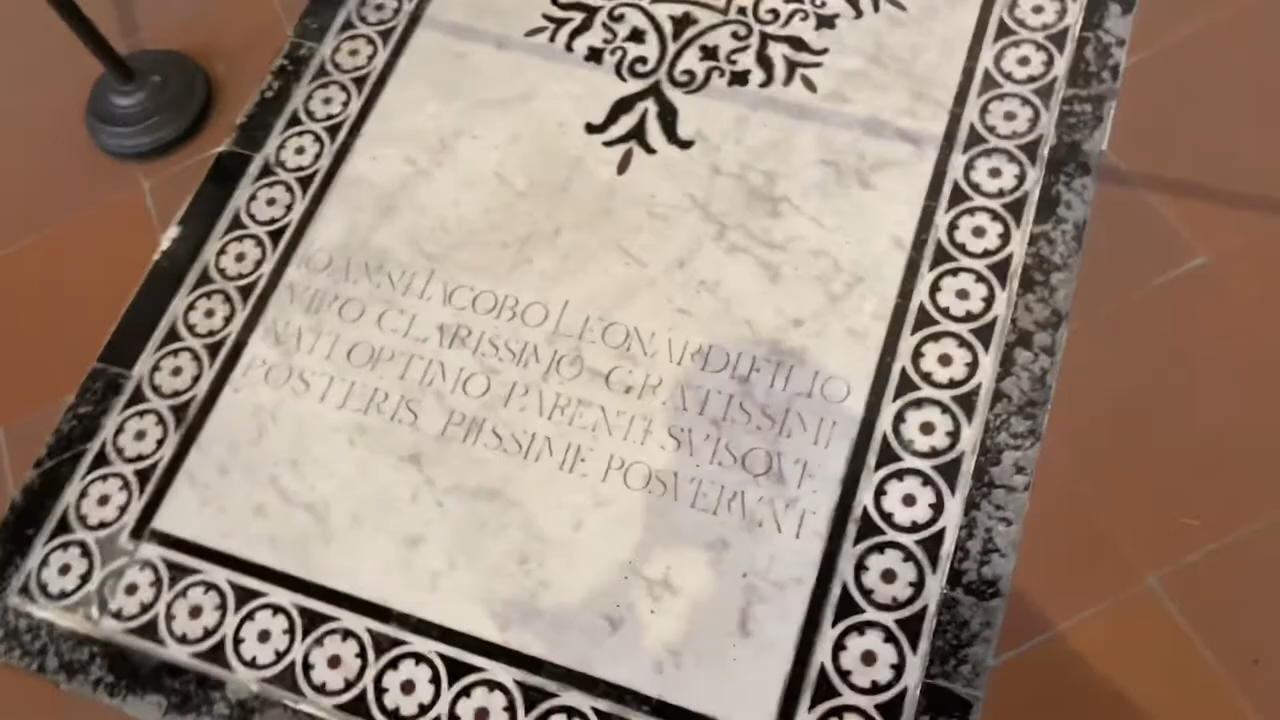 IOANNI IACOBO LEONARDI FILIO
VIRO CLARISSIMO GRATISSIMI
NATI OPTIMO PARENTI SVISQVE
POSTERIS PIISSIME POSVERVNT